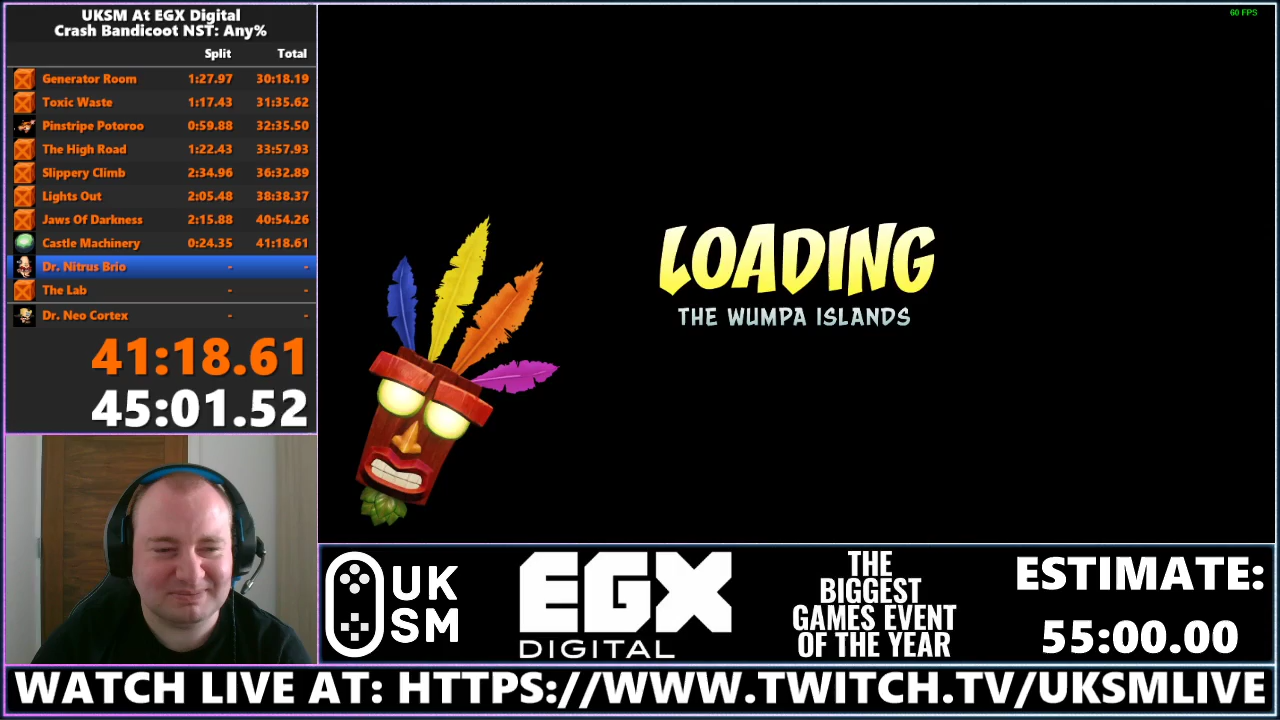 UKSM At EGX Digital
Crash Bandicoot NST: Any%
Split Total
Generator Room 1:27.97 30:18.19
Toxic Waste 1:17.43 31:35.62
Pinstripe Potoroo 0:59.88 32:35.50
The High Road 1:22.43 33:57.93
Slippery Climb 2:34.96 36:32.89
Lights Out 2:05.48 38:38.37
Jaws Of Darkness 2:15.88 40:54.26
Castle Machinery 0:24.35 41:18.61
Dr. Nitrus Brio - -
The Lab - -
Dr. Neo Cortex - -
41:18.61
45:01.52
60 FPS
LOADING
THE WUMPA ISLANDS
UK
SM
EGX
DIGITAL
THE
BIGGEST
GAMES EVENT
OF THE YEAR
ESTIMATE:
55:00.00
WATCH LIVE AT: HTTPS://WWW.TWITCH.TV/UKSMLIVE